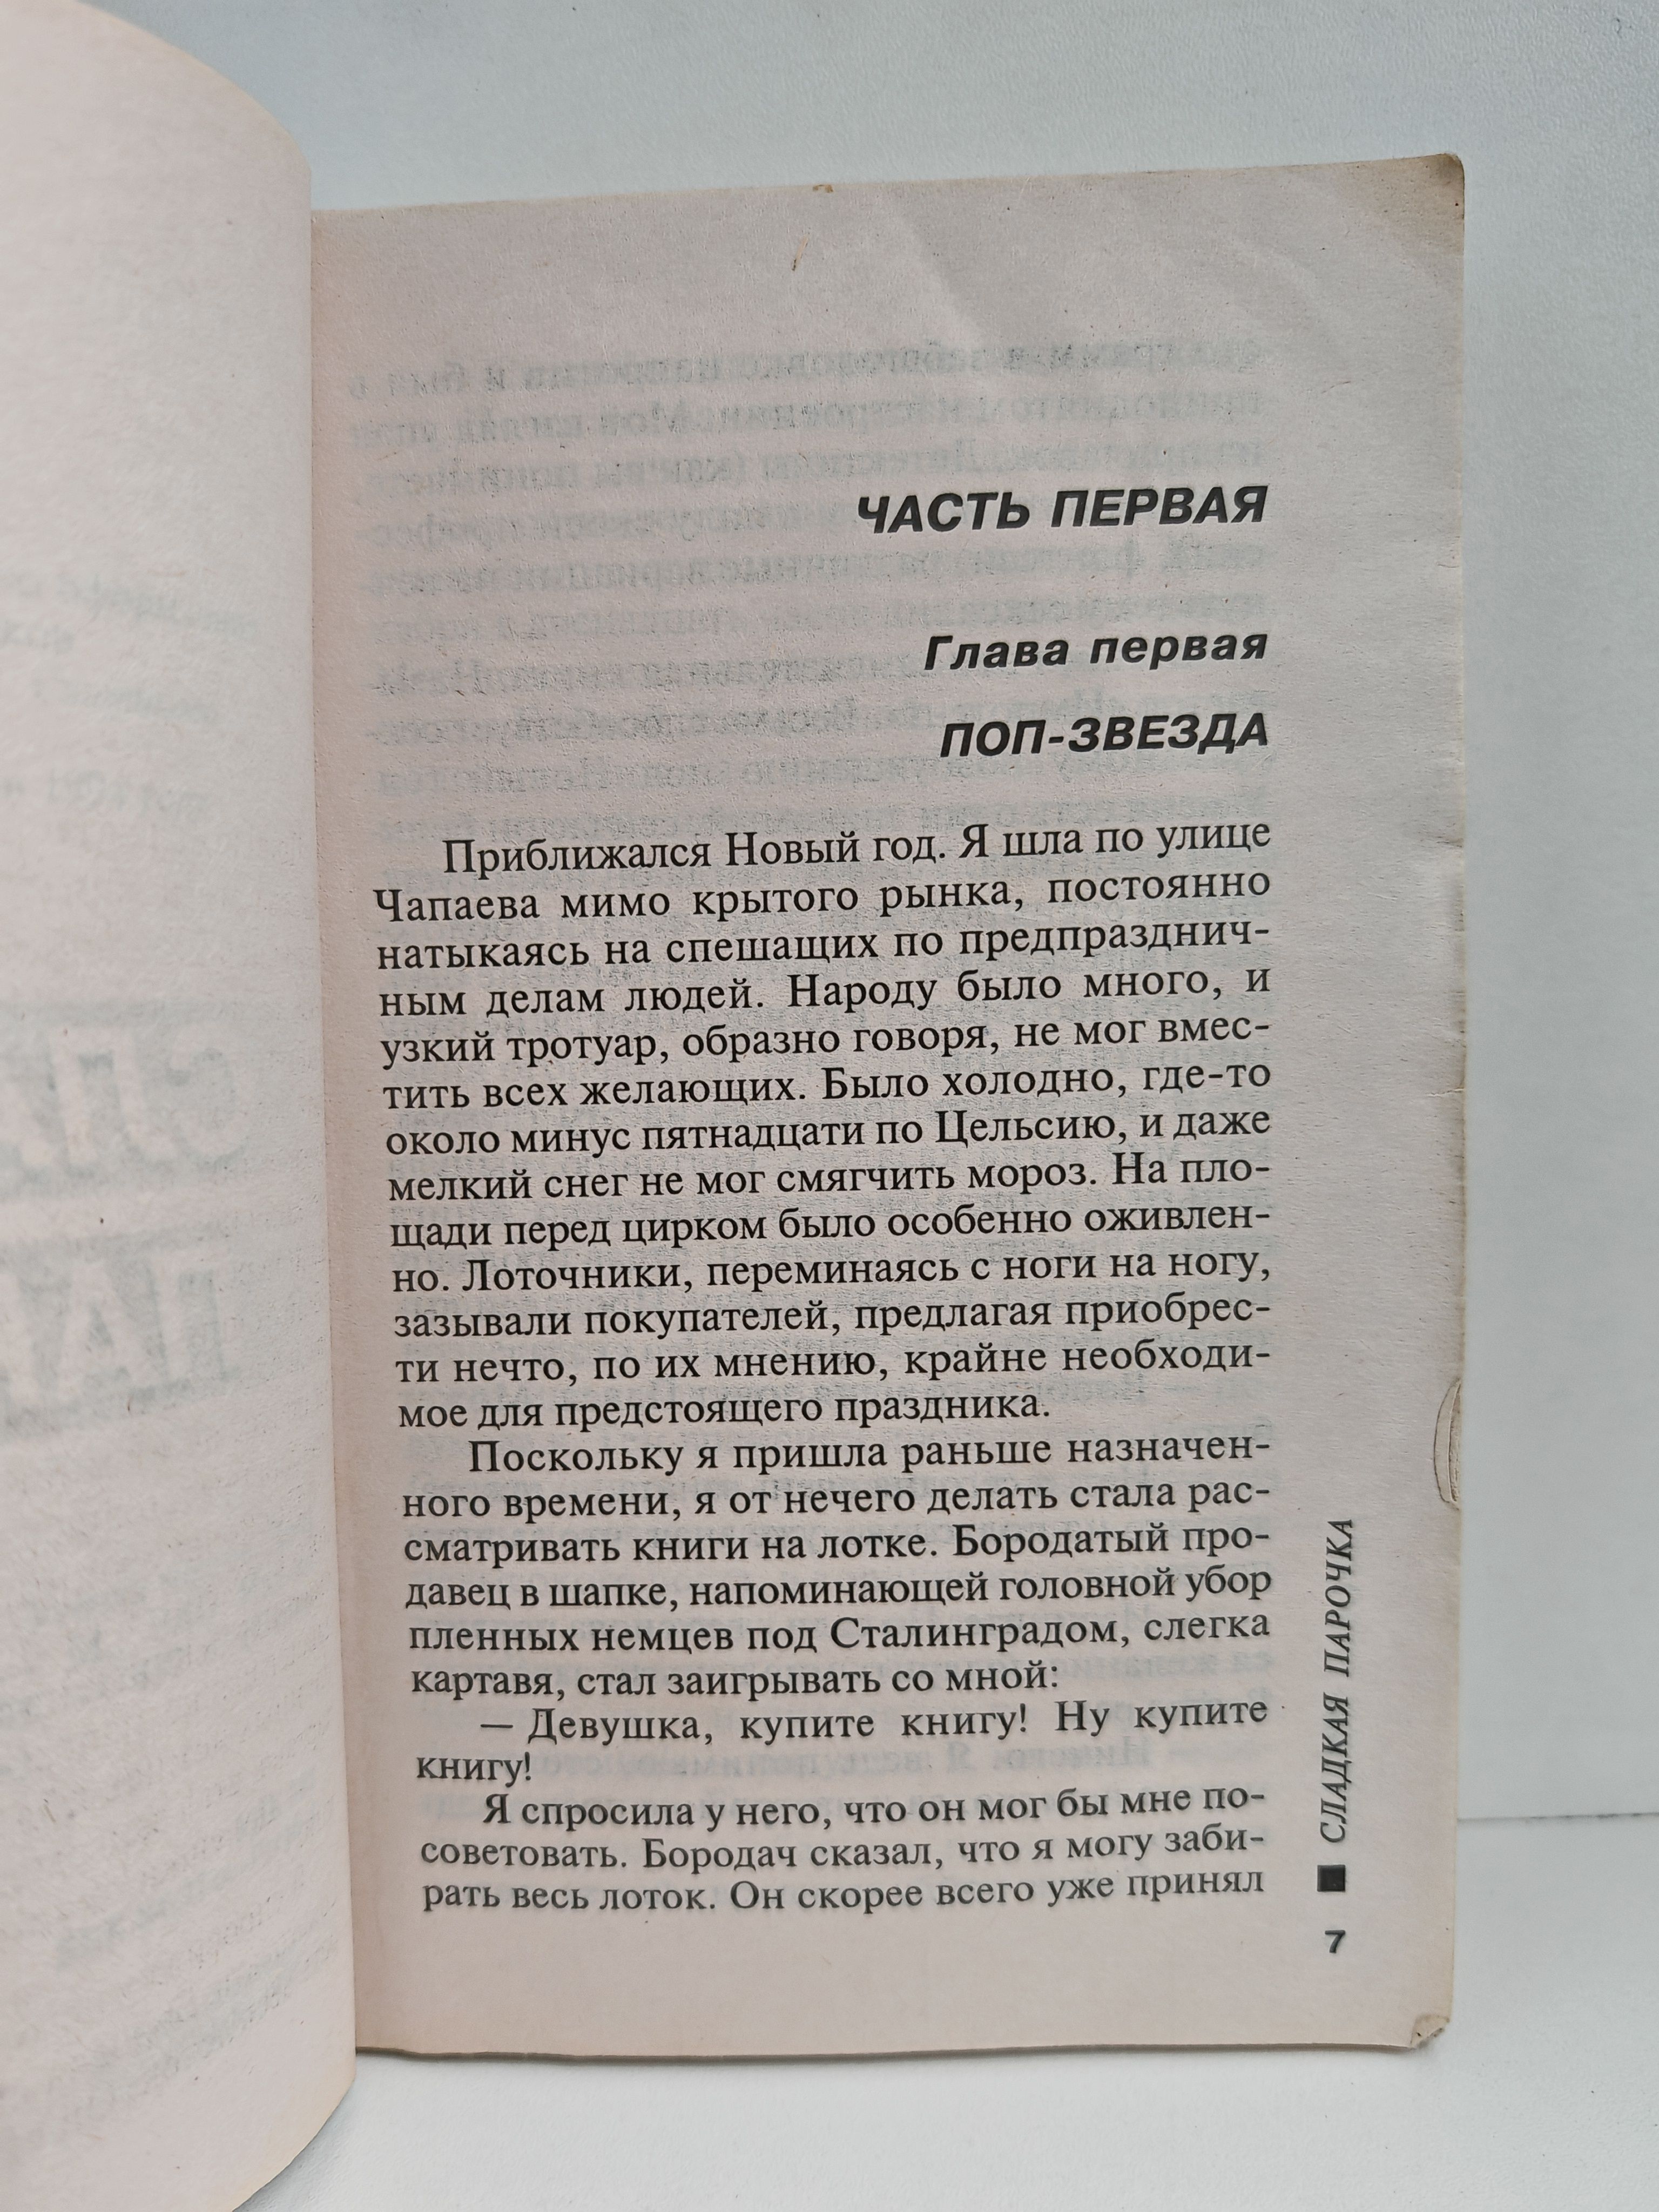 ЧАСТЬ ПЕРВАЯ
Глава первая
ПОП-ЗВЕЗДА
Приближался Новый год. Я шла по улице
Чапаева мимо крытого рынка, постоянно
натыкаясь на спешащих по предпразднич-
ным делам людей. Народу было много, и
узкий тротуар, образно говоря, не мог вмес-
тить всех желающих. Было холодно, где-то
около минус пятнадцати по Цельсию, и даже
мелкий снег не мог смягчить мороз. На пло-
щади перед цирком было особенно оживлен-
но. Лоточники, переминаясь с ноги на ногу,
зазывали покупателей, предлагая приобрес-
ти нечто, по их мнению, крайне необходи-
мое для предстоящего праздника.
Поскольку я пришла раньше назначен-
ного времени, я от нечего делать стала рас-
сматривать книги на лотке. Бородатый про-
давец в шапке, напоминающей головной убор
пленных немцев под Сталинградом, слегка
картавя, стал заигрывать со мной:
— Девушка, купите книгу! Ну купите
книгу!
Я спросила у него, что он мог бы мне по-
советовать. Бородач сказал, что я могу заби-
рать весь лоток. Он скорее всего уже принял
СЛАДКАЯ ПАРОЧКА
7